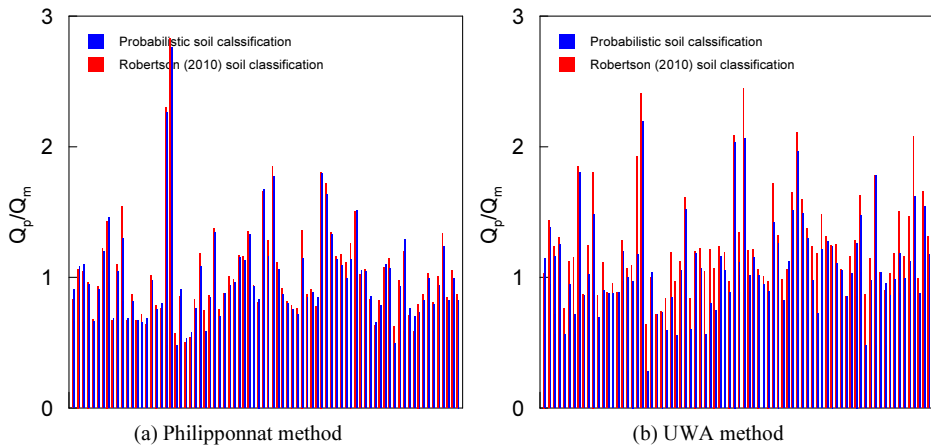 3
2
1
0
Qp/Qm
Probabilistic soil calssification
Robertson (2010) soil classification
(a) Philipponnat method
3
2
1
0
Qp/Qm
Probabilistic soil calssification
Robertson (2010) soil classification
(b) UWA method